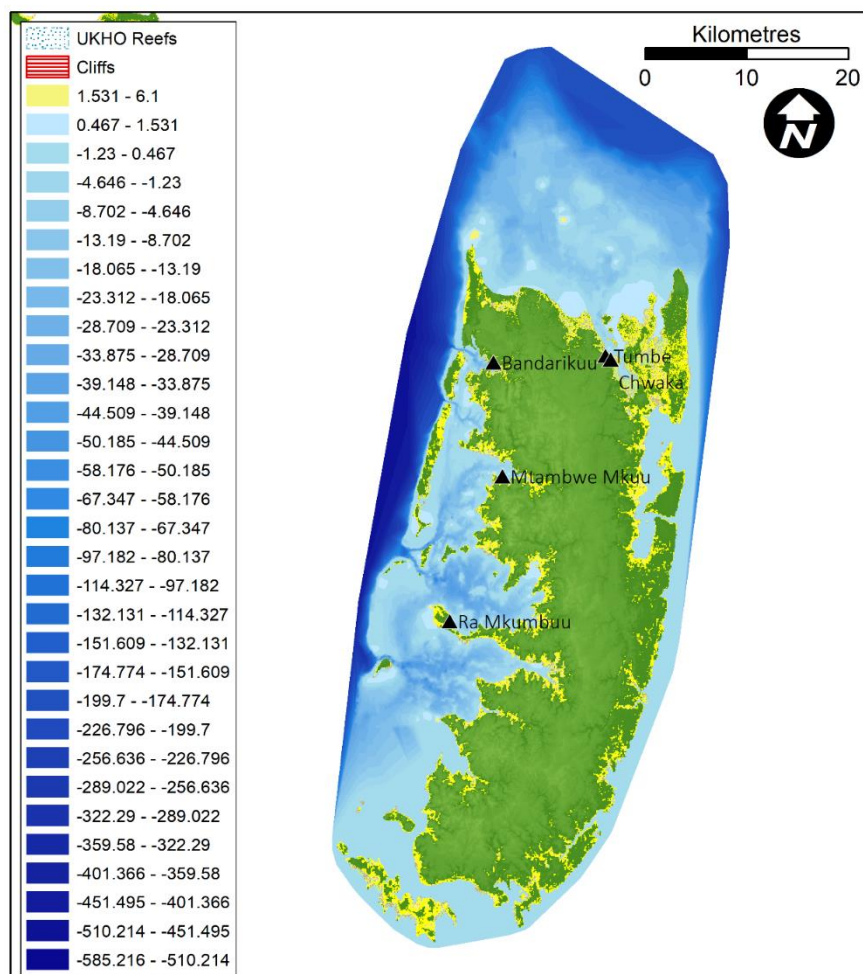 UKHO Reefs
Cliffs
1.531 - 6.1
0.467 - 1.531
-1.23 - 0.467
-4.646 - -1.23
-8.702 - -4.646
-13.19 - -8.702
-18.065 - -13.19
-23.312 - -18.065
-28.709 - -23.312
-33.875 - -28.709
-39.148 - -33.875
-44.509 - -39.148
-50.185 - -44.509
-58.176 - -50.185
-67.347 - -58.176
-80.137 - -67.347
-97.182 - -80.137
-114.327 - -97.182
-132.131 - -114.327
-151.609 - -132.131
-174.774 - -151.609
-199.7 - -174.774
-226.796 - -199.7
-256.636 - -226.796
-289.022 - -256.636
-322.29 - -289.022
-359.58 - -322.29
-401.366 - -359.58
-451.495 - -401.366
-510.214 - -451.495
-585.216 - -510.214
Kilometres
0 10 20
N
Tumbe
Bandarikuu
Chwaka
Mtambwe Mkuu
Ra Mkumbuu